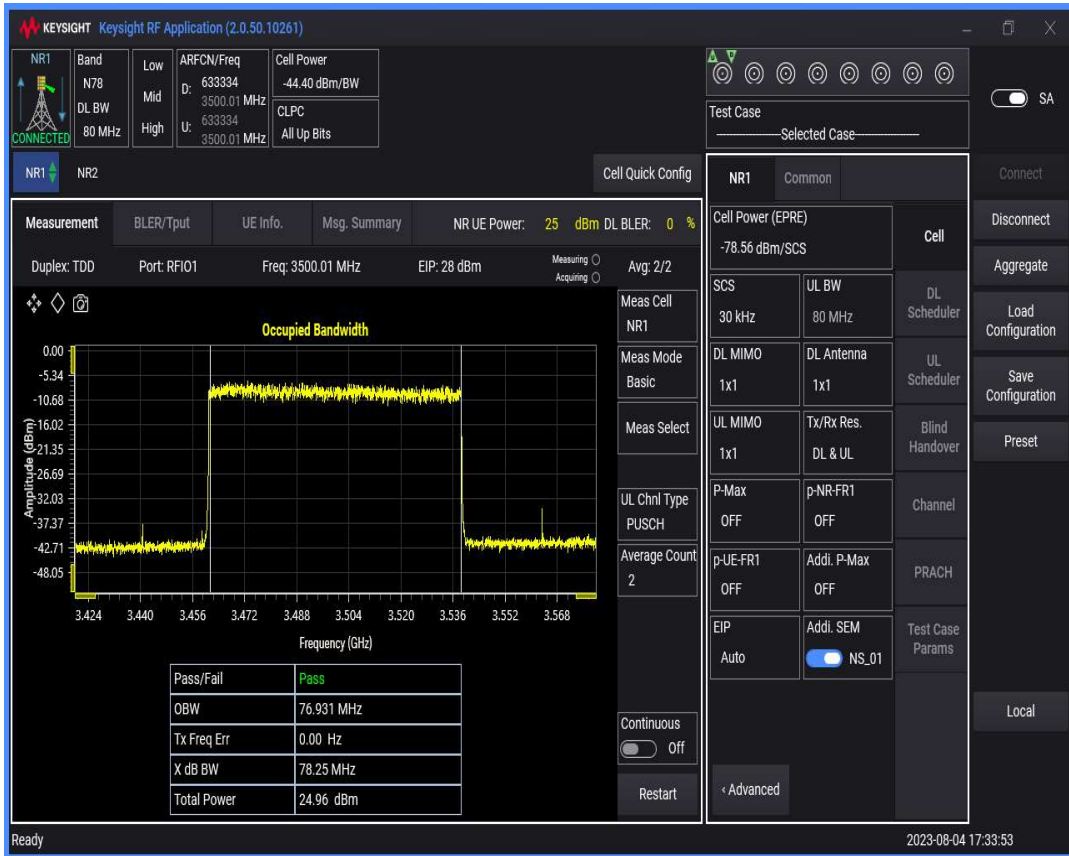 KEYSIGHT Keysight RF Application (2.0.50.10261)
NR1
CONNECTED
Band
N78
DL BW
80 MHz
Low
Mid
High
ARFCN/Freq
D: 633334
3500.01 MHz
U: 633334
3500.01 MHz
Cell Power
-44.40 dBm/BW
CLPC
All Up Bits
Test Case
Selected Case
SA
NR1
NR2
Cell Quick Config
Measurement
BLER/Tput
UE Info.
Msg. Summary
NR UE Power: 25 dBm DL BLER: 0 %
Duplex: TDD
Port: RFIO1
Freq: 3500.01 MHz
EIP: 28 dBm
Measuring
Acquiring
Avg: 2/2
Occupied Bandwidth
Amplitude (dBm)
0.00
-5.34
-10.68
-16.02
-21.35
-26.69
-32.03
-37.37
-42.71
-48.05
3.424 3.440 3.456 3.472 3.488 3.504 3.520 3.536 3.552 3.568
Frequency (GHz)
Pass/Fail Pass
OBW 76.931 MHz
Tx Freq Err 0.00 Hz
X dB BW 78.25 MHz
Total Power 24.96 dBm
Meas Cell
NR1
Meas Mode
Basic
Meas Select
UL Chnl Type
PUSCH
Average Count
2
Continuous
Off
Restart
NR1
Common
Cell Power (EPRE)
-78.56 dBm/SCS
SCS
30 kHz
UL BW
80 MHz
DL MIMO
1x1
DL Antenna
1x1
UL MIMO
1x1
Tx/Rx Res.
DL & UL
P-Max
OFF
p-NR-FR1
OFF
p-UE-FR1
OFF
Addi. P-Max
OFF
EIP
Auto
Addi. SEM
NS_01
‹ Advanced
Cell
DL
Scheduler
UL
Scheduler
Blind
Handover
Channel
PRACH
Test Case
Params
Connect
Disconnect
Aggregate
Load
Configuration
Save
Configuration
Preset
Local
Ready
2023-08-04 17:33:53